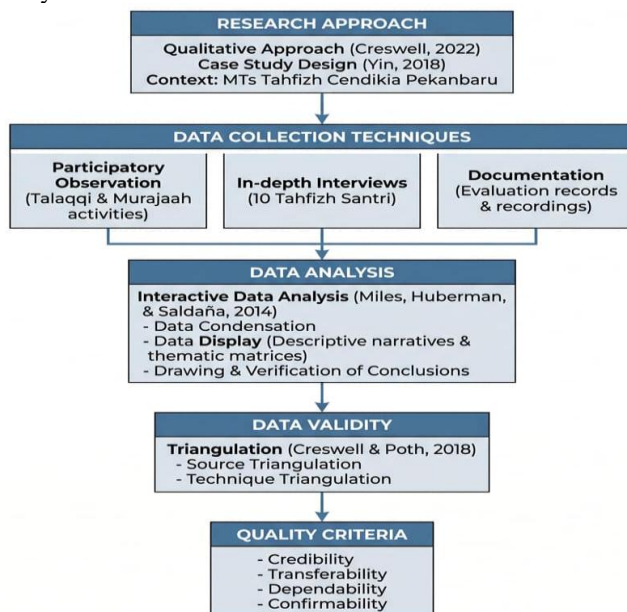 RESEARCH APPROACH
Qualitative Approach (Creswell, 2022)
Case Study Design (Yin, 2018)
Context: MTs Tahfizh Cendikia Pekanbaru
DATA COLLECTION TECHNIQUES
Participatory
Observation
(Talaqqi & Murajaah
activities)
In-depth Interviews
(10 Tahfizh Santri)
Documentation
(Evaluation records
& recordings)
DATA ANALYSIS
Interactive Data Analysis (Miles, Huberman,
& Saldaña, 2014)
- Data Condensation
- Data Display (Descriptive narratives &
thematic matrices)
- Drawing & Verification of Conclusions
DATA VALIDITY
Triangulation (Creswell & Poth, 2018)
- Source Triangulation
- Technique Triangulation
QUALITY CRITERIA
- Credibility
- Transferability
- Dependability
- Confirmability